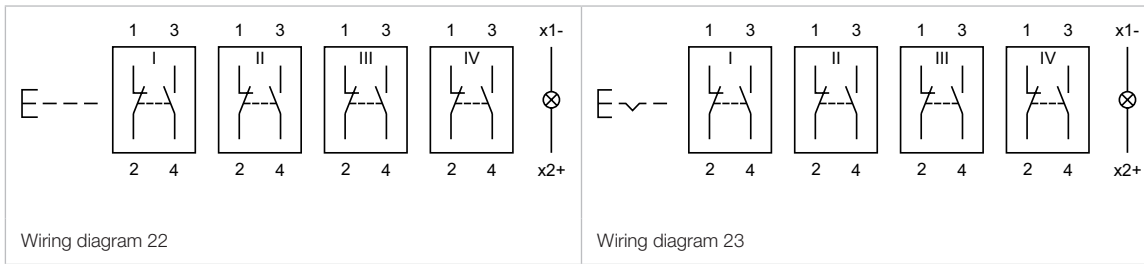 1 3 1 3 1 3 1 3 x1-
I II III IV
2 4 2 4 2 4 2 4 x2+
Wiring diagram 22
1 3 1 3 1 3 1 3 x1-
I II III IV
2 4 2 4 2 4 2 4 x2+
Wiring diagram 23